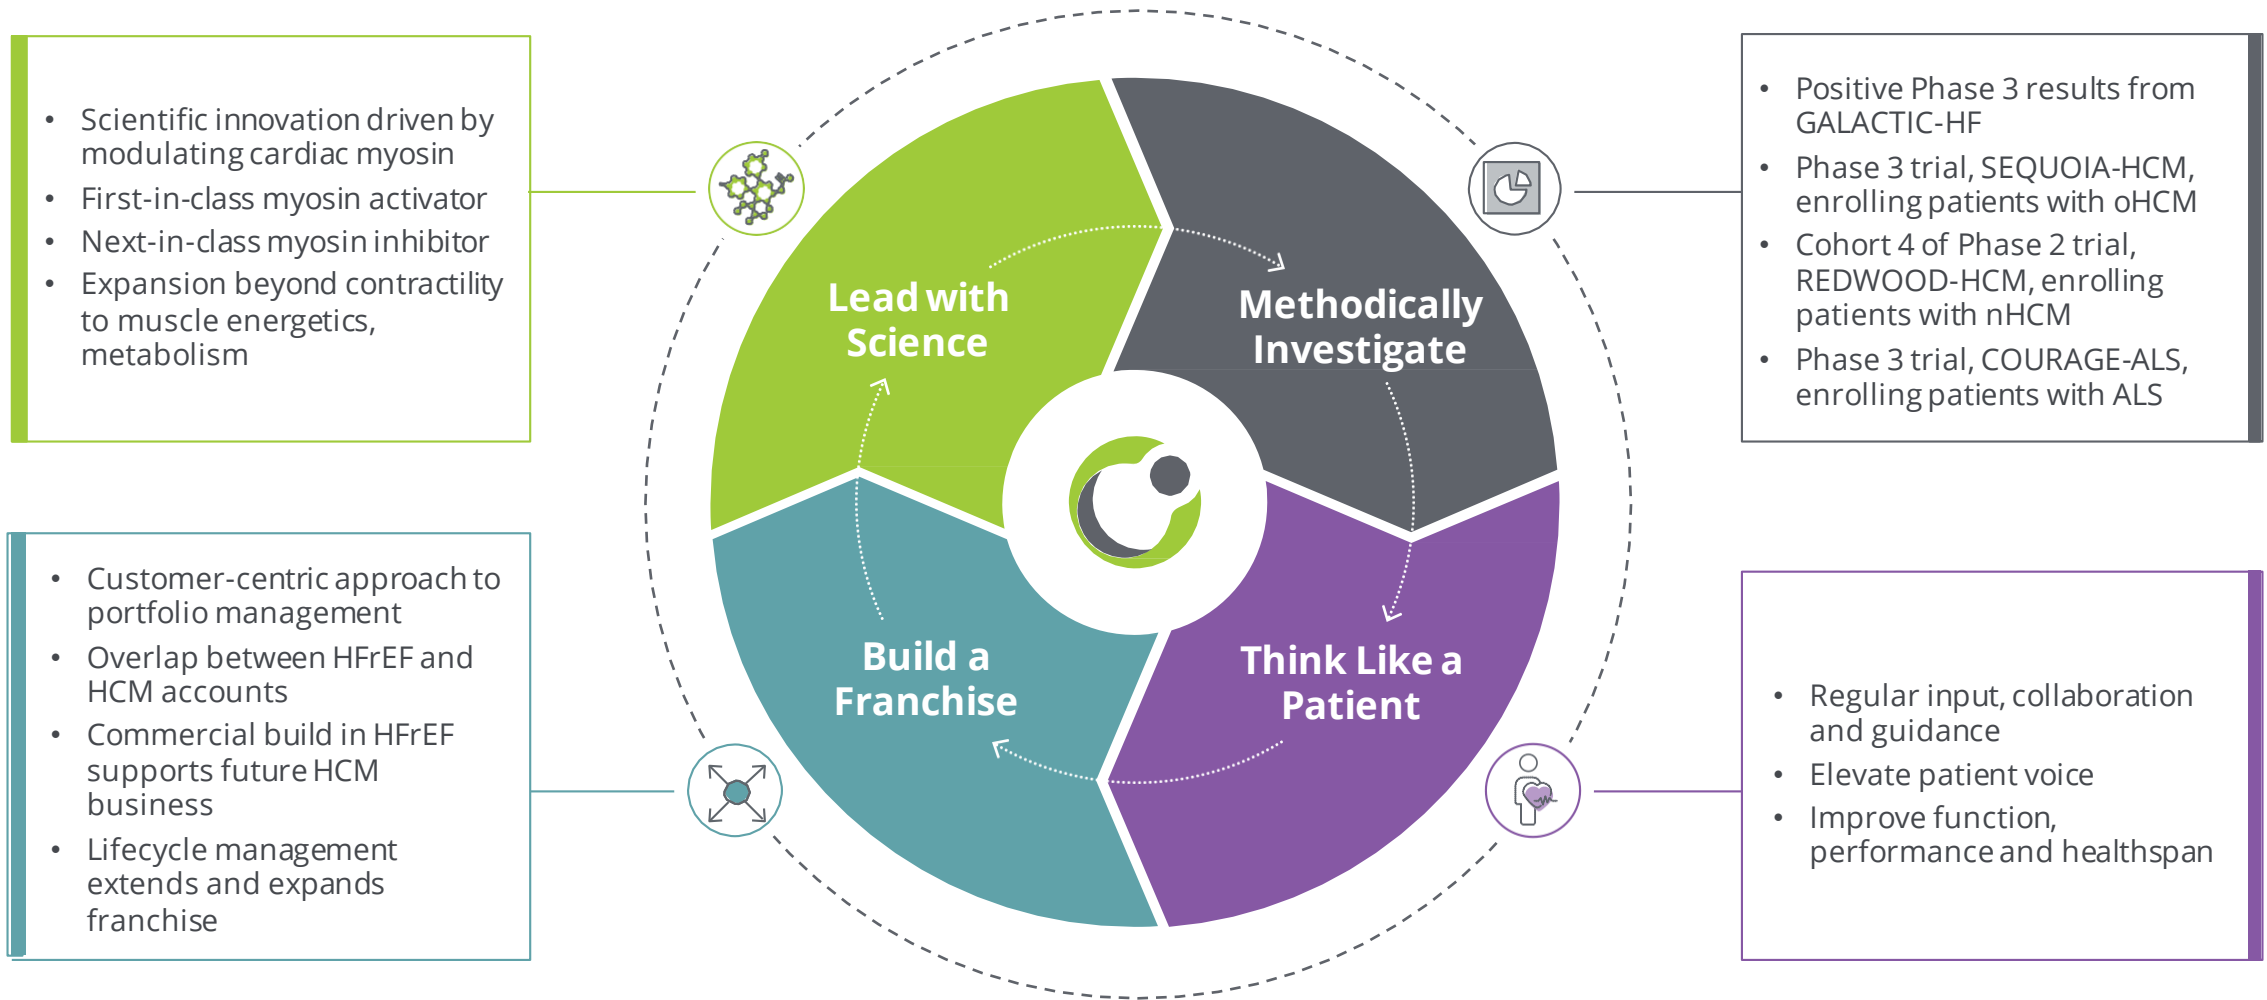 • Scientific innovation driven by
modulating cardiac myosin
• First-in-class myosin activator
• Next-in-class myosin inhibitor
• Expansion beyond contractility
to muscle energetics,
metabolism
• Positive Phase 3 results from
GALACTIC-HF
• Phase 3 trial, SEQUOIA-HCM,
enrolling patients with oHCM
• Cohort 4 of Phase 2 trial,
REDWOOD-HCM, enrolling
patients with nHCM
• Phase 3 trial, COURAGE-ALS,
enrolling patients with ALS
Lead with
Science
Methodically
Investigate
Build a
Franchise
Think Like a
Patient
• Customer-centric approach to
portfolio management
• Overlap between HFrEF and
HCM accounts
• Commercial build in HFrEF
supports future HCM
business
• Lifecycle management
extends and expands
franchise
• Regular input, collaboration
and guidance
• Elevate patient voice
• Improve function,
performance and healthspan